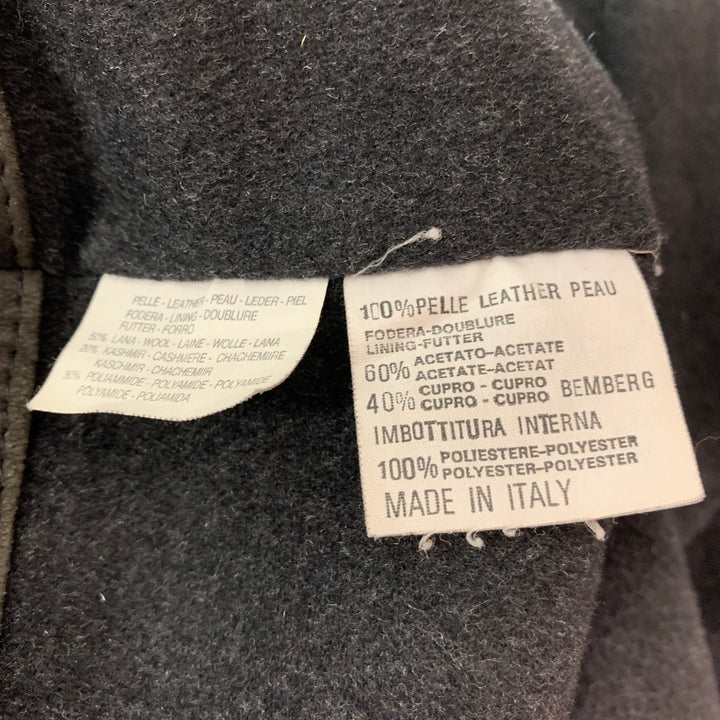 PELLE - LEATHER - PEAU - LEDER - PIEL
FODERA - LINING - DOUBLURE
FUTTER - FORRO
50% LANA - WOOL - LAINE - WOLLE - LANA
20% KASHMIR - CASHMERE - CHACHEMIRE
KASCHMIR - CHACHEMIR
30% POLIAMMIDE - POLYAMIDE - POLYAMIDE
POLYAMIDE - POLIAMIDA
100% PELLE LEATHER PEAU
FODERA-DOUBLURE
LINING-FUTTER
60% ACETATO-ACETATE
ACETATE-ACETAT
40% CUPRO - CUPRO BEMBERG
CUPRO - CUPRO
IMBOTTITURA INTERNA
100% POLIESTERE-POLYESTER
POLYESTER-POLYESTER
MADE IN ITALY